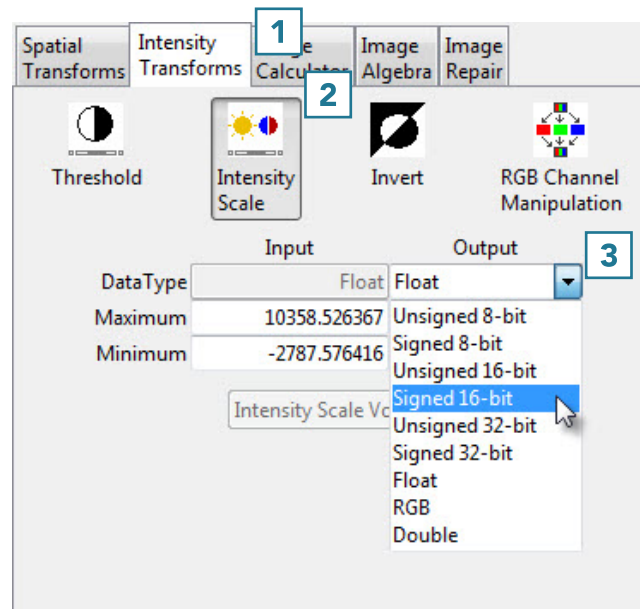 1
Spatial Transforms
Intensity Transforms
Calculator
Image Algebra
Image Repair
2
Threshold
Intensity Scale
Invert
RGB Channel Manipulation
Input
Output
3
DataType
Float
Float
Maximum
10358.526367
Minimum
-2787.576416
Unsigned 8-bit
Signed 8-bit
Unsigned 16-bit
Signed 16-bit
Unsigned 32-bit
Signed 32-bit
Float
RGB
Double
Intensity Scale